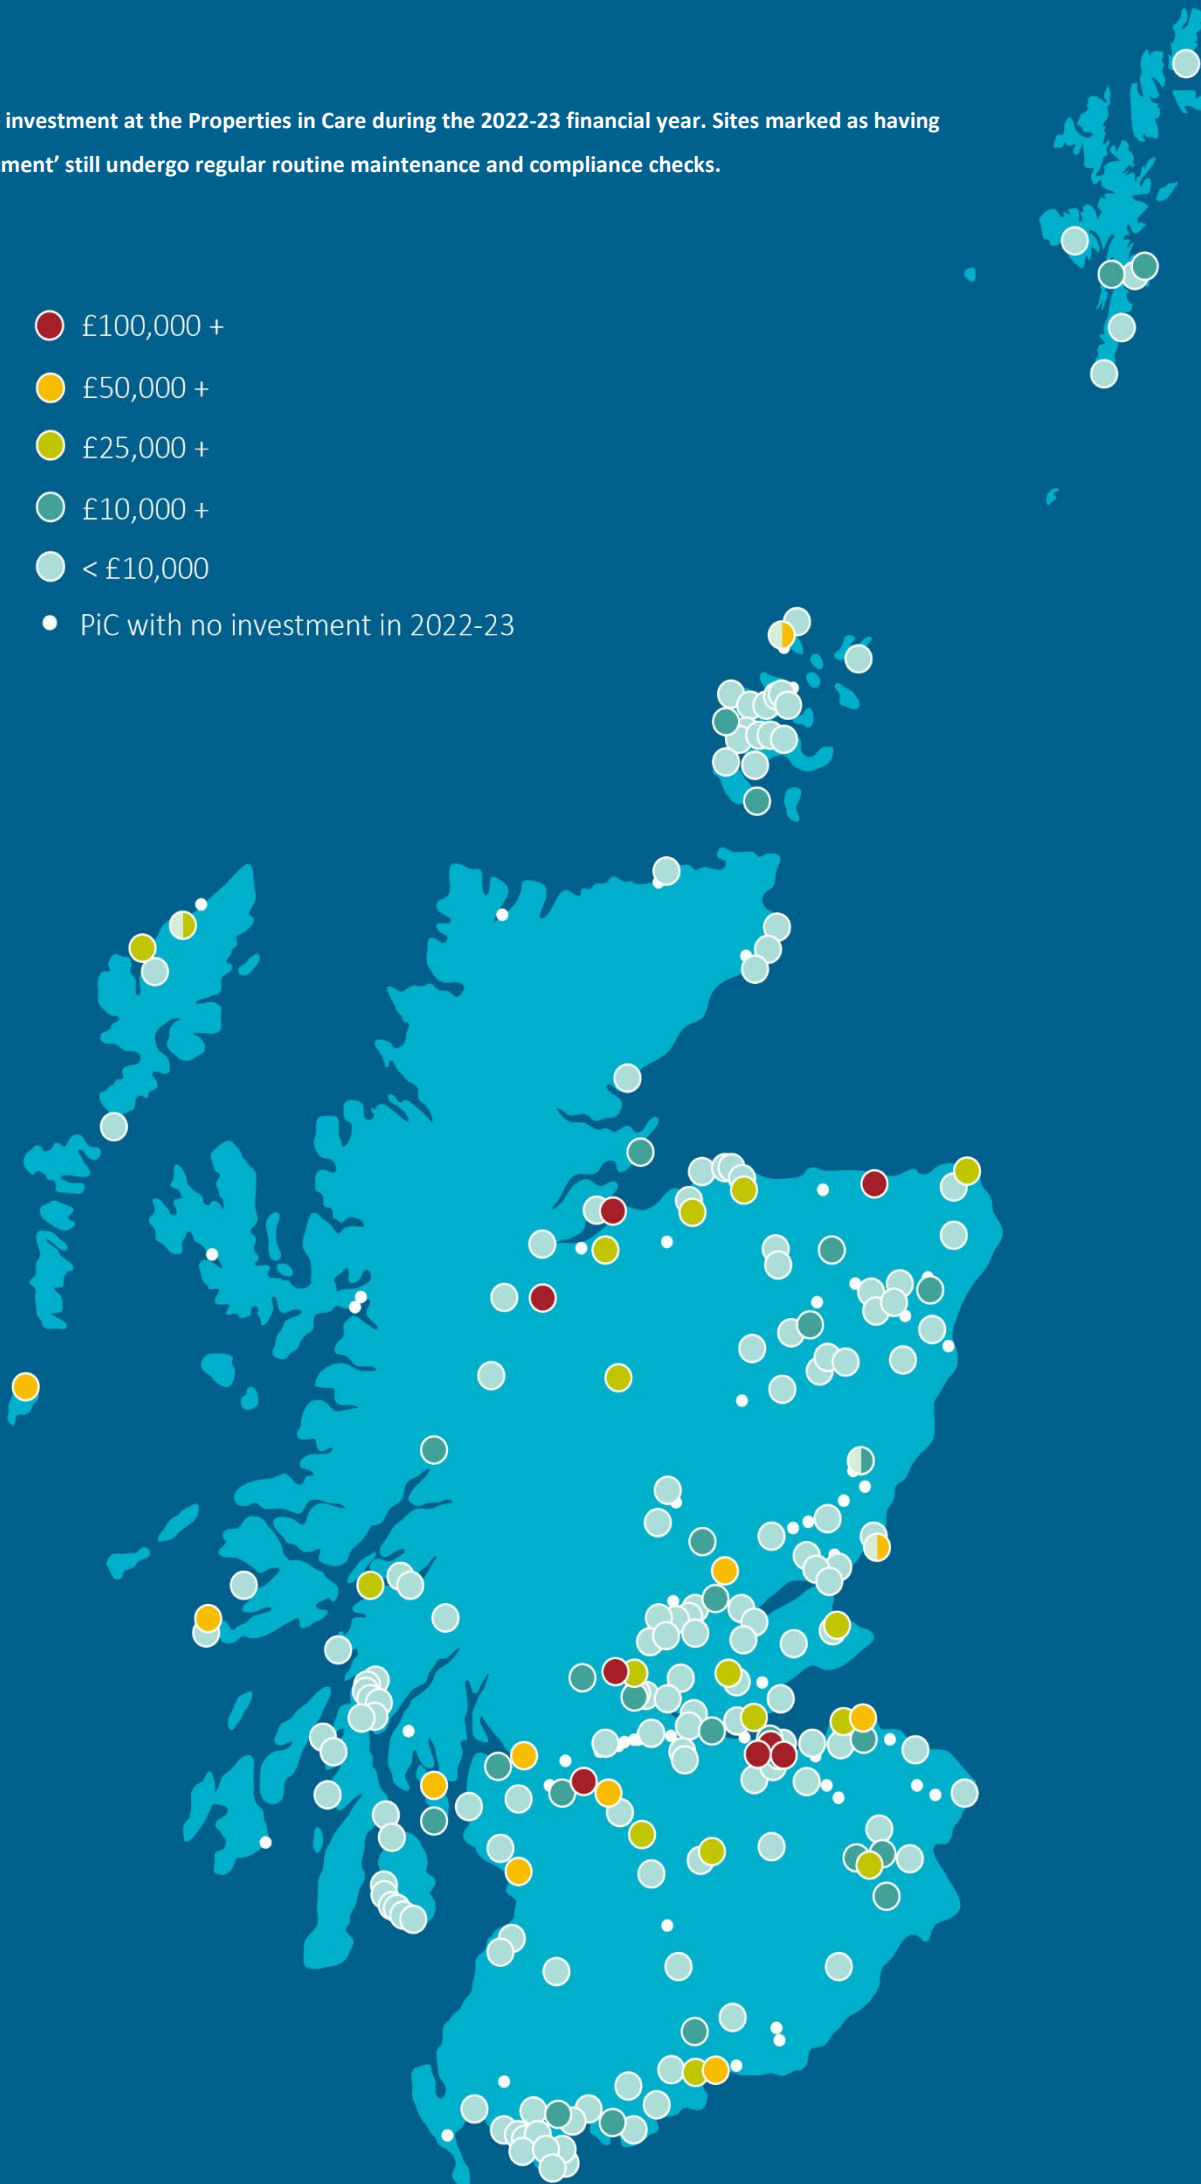 investment at the Properties in Care during the 2022-23 financial year. Sites marked as having
tment’ still undergo regular routine maintenance and compliance checks.
£100,000 +
£50,000 +
£25,000 +
£10,000 +
< £10,000
PiC with no investment in 2022-23